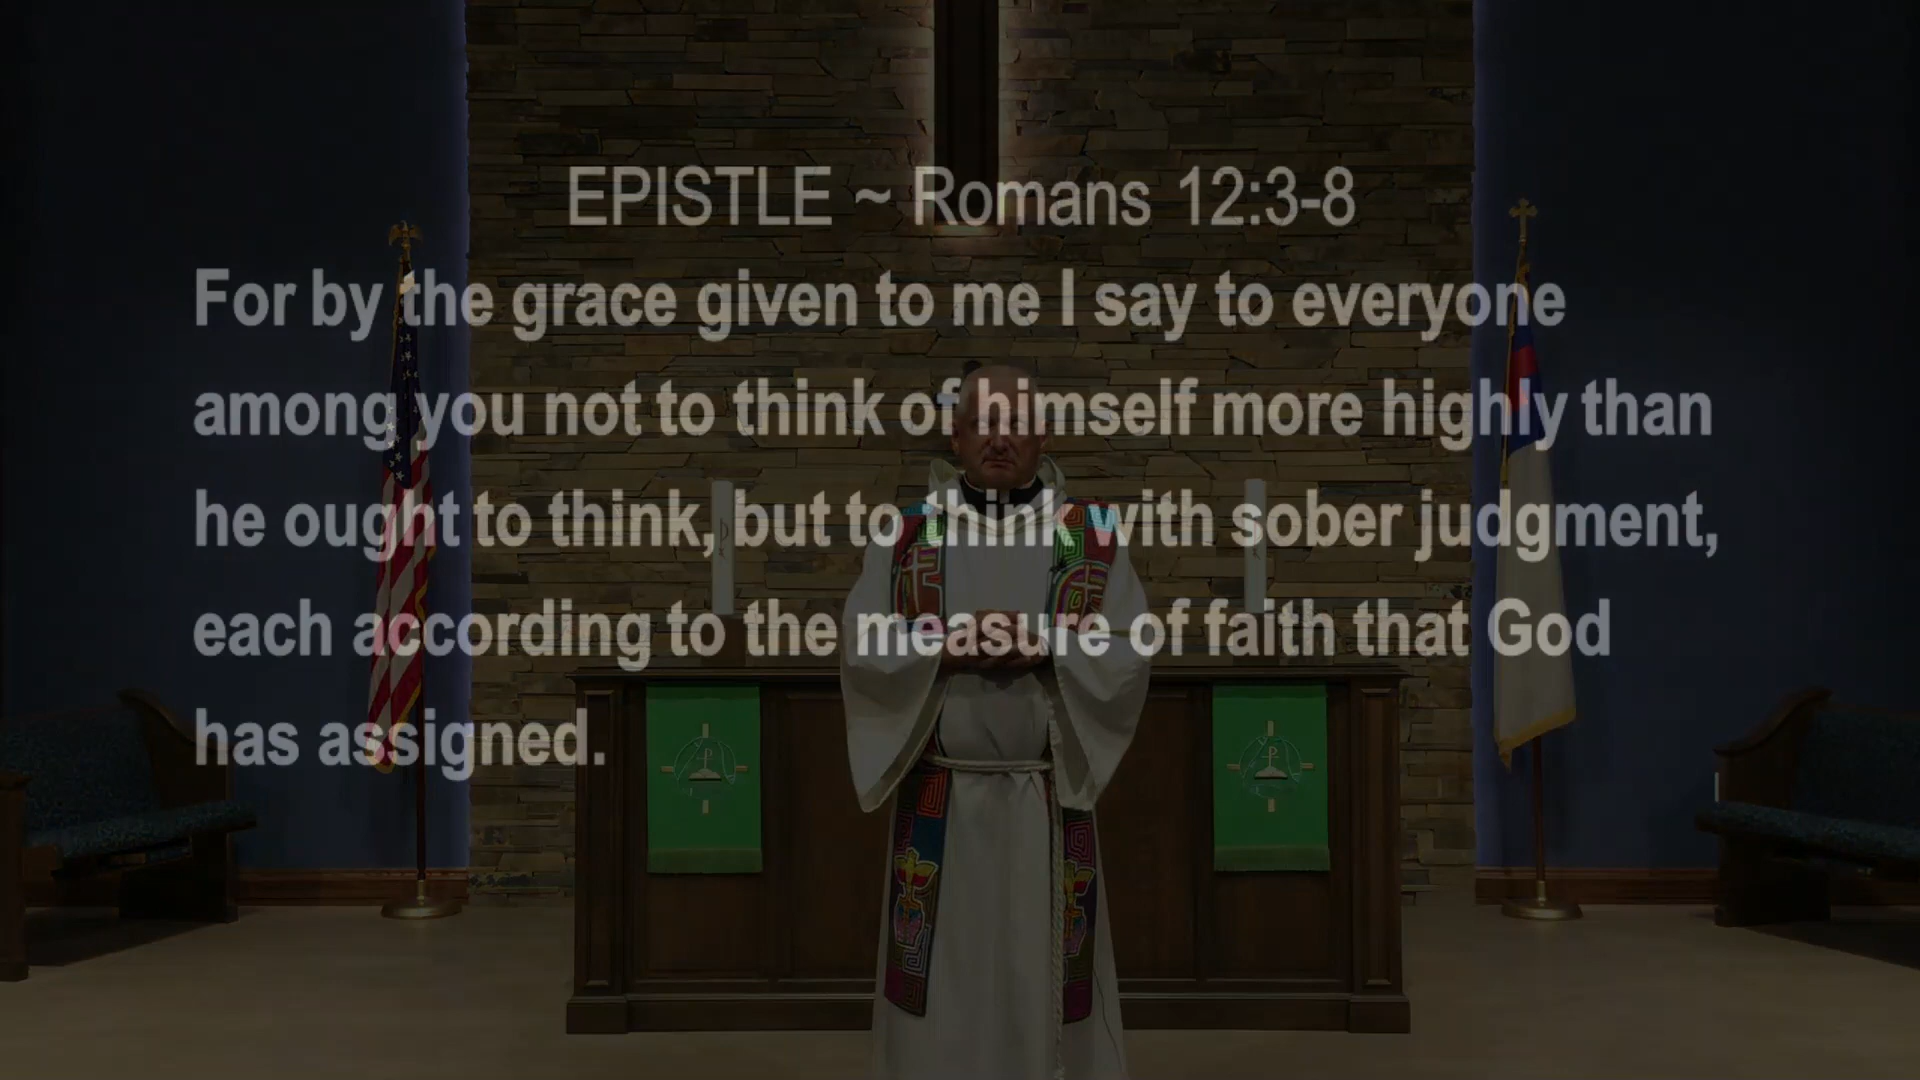 EPISTLE ~ Romans 12:3-8
For by the grace given to me I say to everyone
among you not to think of himself more highly than
he ought to think, but to think with sober judgment,
each according to the measure of faith that God
has assigned.